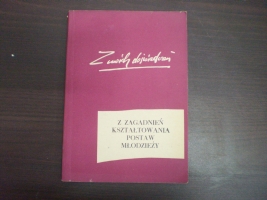 Z
Z ZAGADNIEŃ
KSZTAŁTOWANIA
POSTAW
MŁODZIEŻY